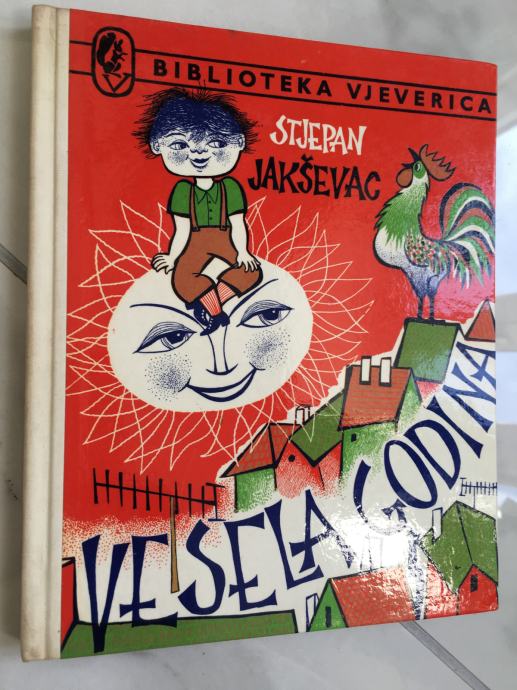 BIBLIOTEKA VJEVERICA
STJEPAN
JAKŠEVAC
VESELA GODINA